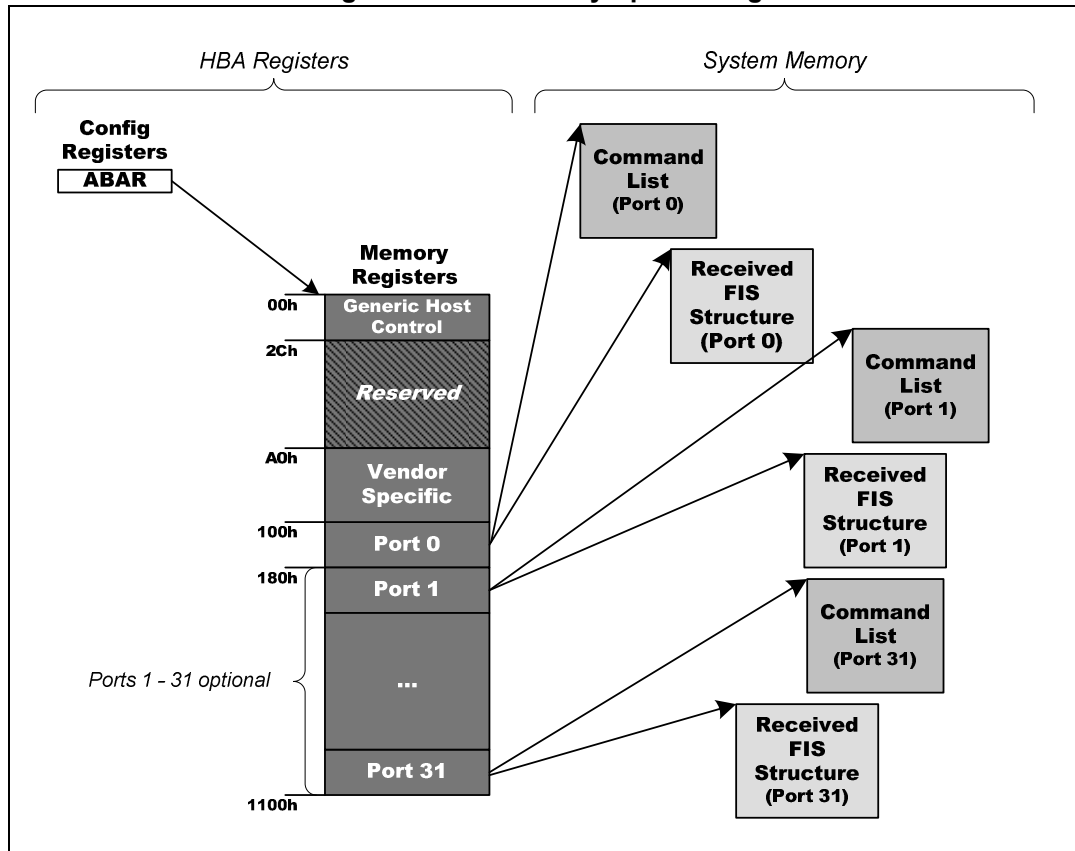 HBA Registers
System Memory
Config
Registers
ABAR
Memory
Registers
00h
Generic Host
Control
2Ch
Reserved
A0h
Vendor
Specific
100h
Port 0
180h
Port 1
Ports 1 - 31 optional
...
Port 31
1100h
Command
List
(Port 0)
Received
FIS
Structure
(Port 0)
Command
List
(Port 1)
Received
FIS
Structure
(Port 1)
Command
List
(Port 31)
Received
FIS
Structure
(Port 31)